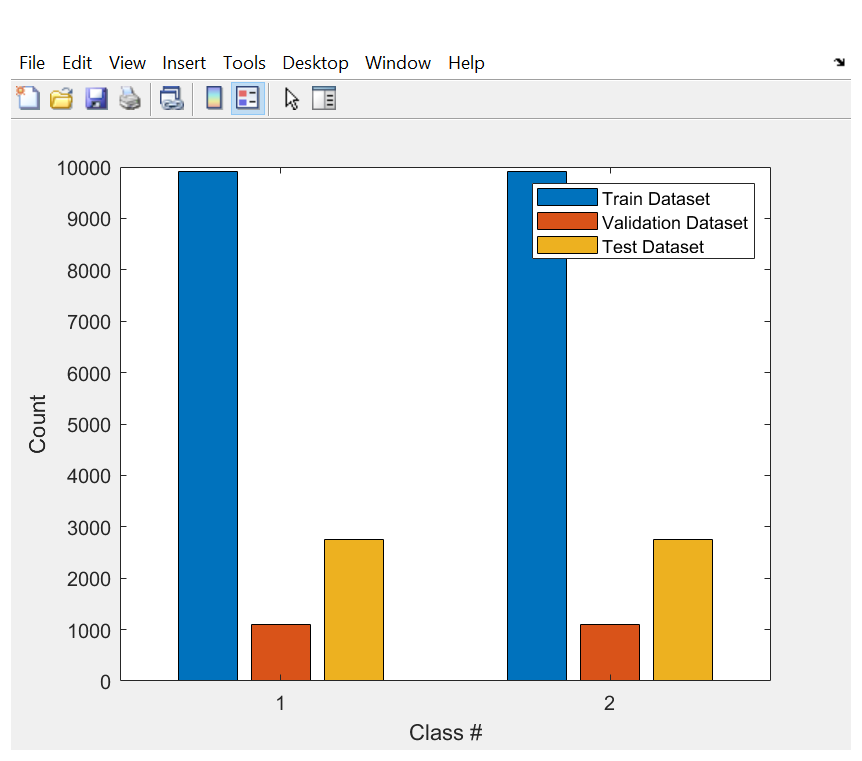 File Edit View Insert Tools Desktop Window Help
10000
9000
8000
7000
6000
5000
4000
3000
2000
1000
0
Count
Train Dataset
Validation Dataset
Test Dataset
1 2
Class #